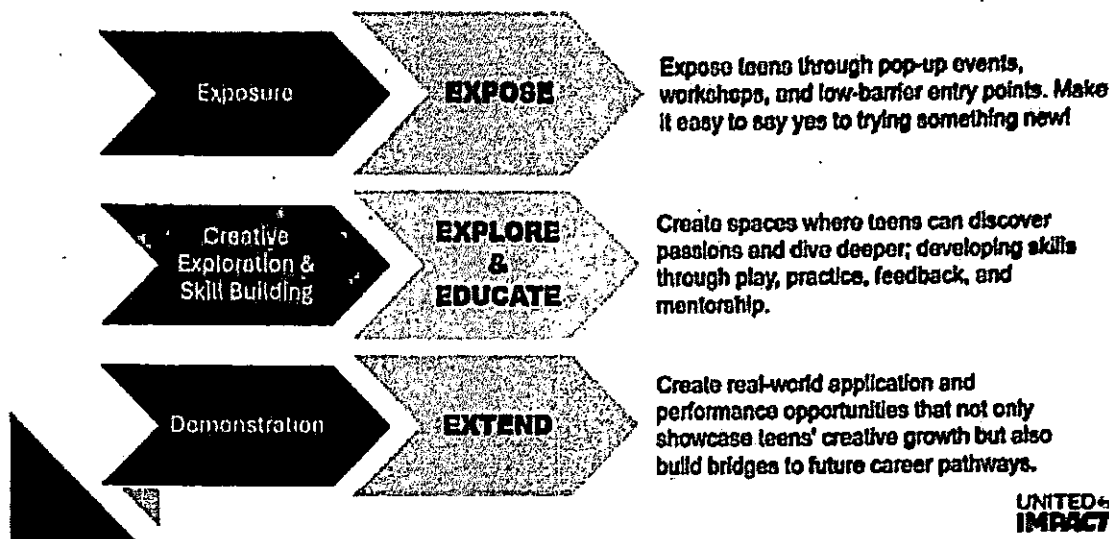 Exposure
EXPOSE
Expose teens through pop-up events,
workshops, and low-barrier entry points. Make
it easy to say yes to trying something new!
Creative
Exploration &
Skill Building
EXPLORE
&
EDUCATE
Create spaces where teens can discover
passions and dive deeper; developing skills
through play, practice, feedback, and
mentorship.
Demonstration
EXTEND
Create real-world application and
performance opportunities that not only
showcase teens' creative growth but also
build bridges to future career pathways.
UNITED
IMPACT